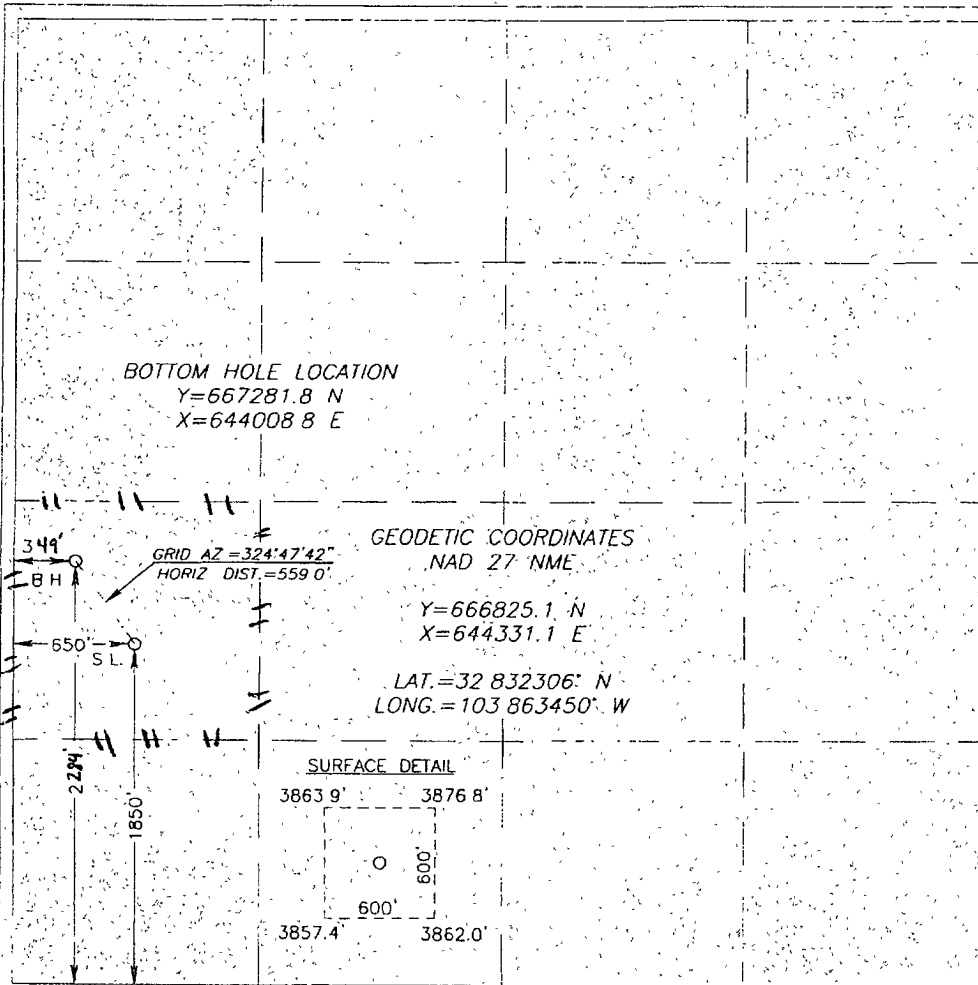 BOTTOM HOLE LOCATION
Y=667281.8 N
X=644008 8 E
349'
B H
GRID AZ =324°47'42"
HORIZ DIST.=559 0'
GEODETIC COORDINATES
NAD 27 NME
Y=666825.1 N
X=644331.1 E
LAT.=32 832306° N
LONG.=103 863450° W
650'
S L.
2284'
1850'
SURFACE DETAIL
3863 9' 3876 8'
600'
600'
3857.4' 3862.0'